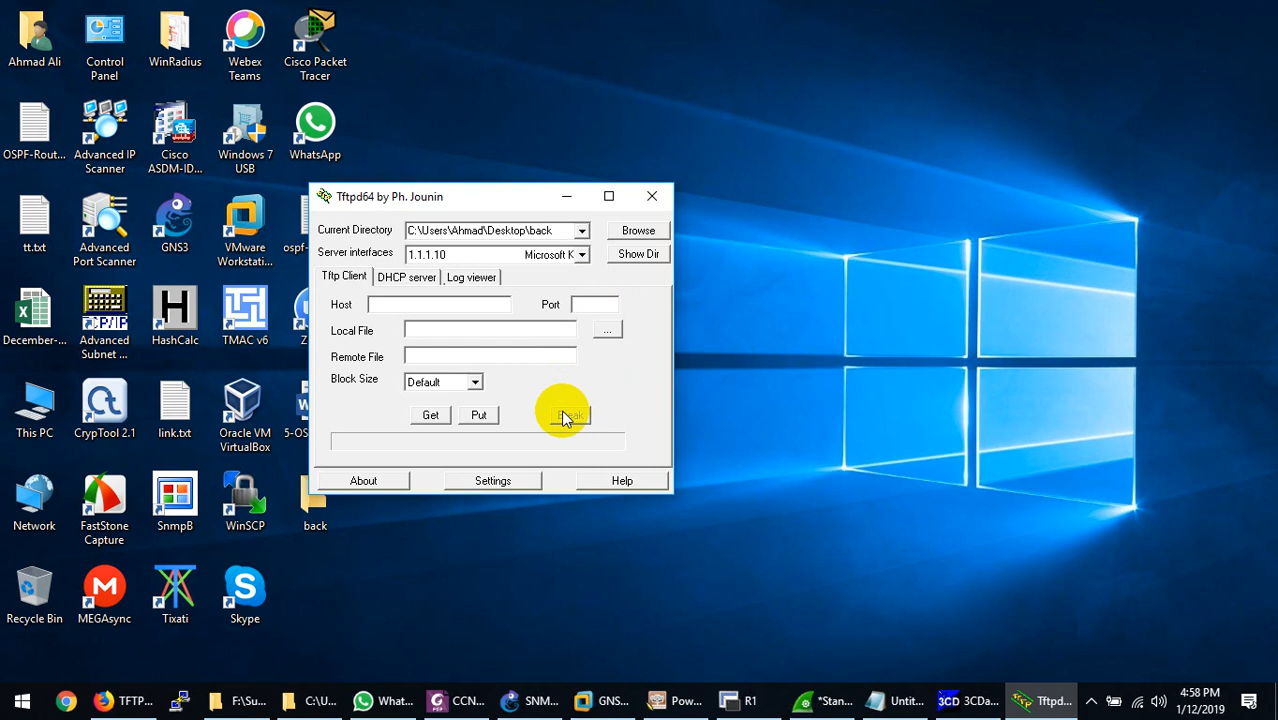 Ahmad Ali
Control Panel
WinRadius
Webex Teams
Cisco Packet Tracer
OSPF-Rout...
Advanced IP Scanner
Cisco ASDM-ID...
Windows 7 USB
WhatsApp
tt.txt
Advanced Port Scanner
GNS3
VMware Workstati...
ospf-
December-...
TCP/IP
Advanced Subnet ...
HashCalc
TMAC v6
Z
This PC
CrypTool 2.1
link.txt
Oracle VM VirtualBox
5-OS
Network
FastStone Capture
SnmpB
WinSCP
back
Recycle Bin
MEGAsync
Tixati
Skype
Tftpd64 by Ph. Jounin
Current Directory C:\Users\Ahmad\Desktop\back Browse
Server interfaces 1.1.1.10 Microsoft K Show Dir
Tftp Client DHCP server Log viewer
Host Port
Local File ...
Remote File
Block Size Default
Get Put Break
About Settings Help
TFTP... F:\Su... C:\U... What... CCN... SNM... GNS... Pow... R1 *Stan... Untit... 3CD 3CDa... Tftpd...
4:58 PM
1/12/2019